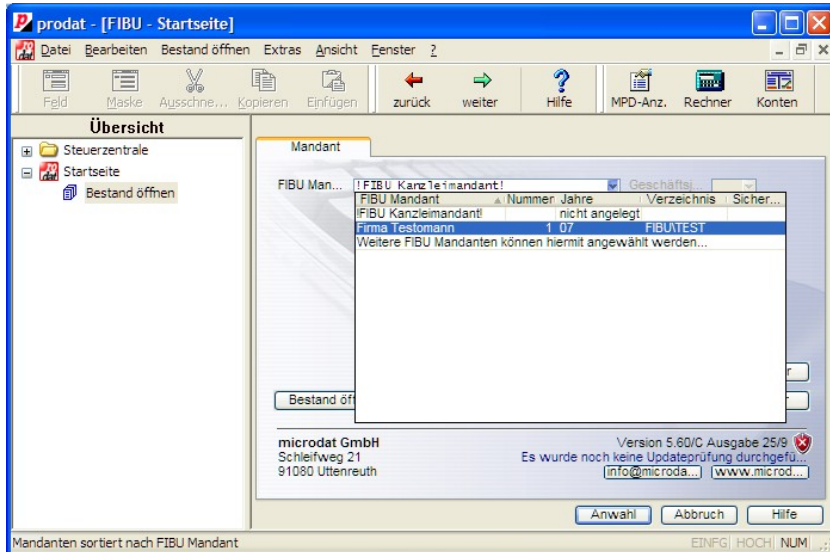 prodat - [FIBU - Startseite]
Datei Bearbeiten Bestand öffnen Extras Ansicht Fenster ?
Feld Maske Ausschne... Kopieren Einfügen zurück weiter Hilfe MPD-Anz. Rechner Konten
Übersicht
Steuerzentrale
Startseite
Bestand öffnen
Mandant
FIBU Man... !FIBU Kanzleimandant! Geschäftsj...
FIBU Mandant Nummer Jahre Verzeichnis Sicher...
!FIBU Kanzleimandant! nicht angelegt
Firma Testomann 1 07 FIBU\TEST
Weitere FIBU Mandanten können hiermit angewählt werden...
r
Bestand öff
microdat GmbH
Schleifweg 21
91080 Uttenreuth
Version 5.60/C Ausgabe 25/9
Es wurde noch keine Updateprüfung durchgefü...
info@microda... www.microd...
Anwahl Abbruch Hilfe
Mandanten sortiert nach FIBU Mandant EINFG HOCH NUM